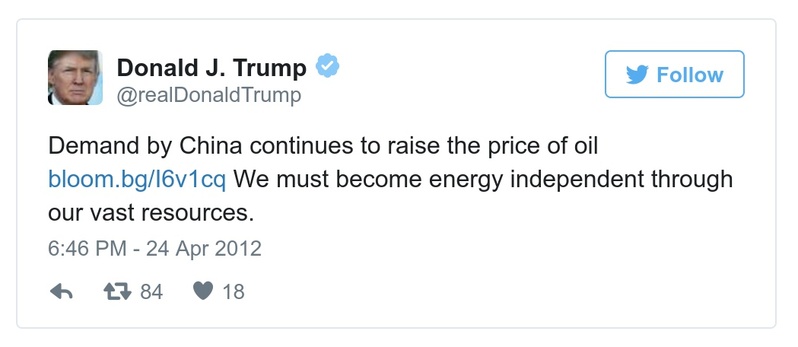 Donald J. Trump
@realDonaldTrump
Follow
Demand by China continues to raise the price of oil
bloom.bg/I6v1cq We must become energy independent through
our vast resources.
6:46 PM - 24 Apr 2012
84 18